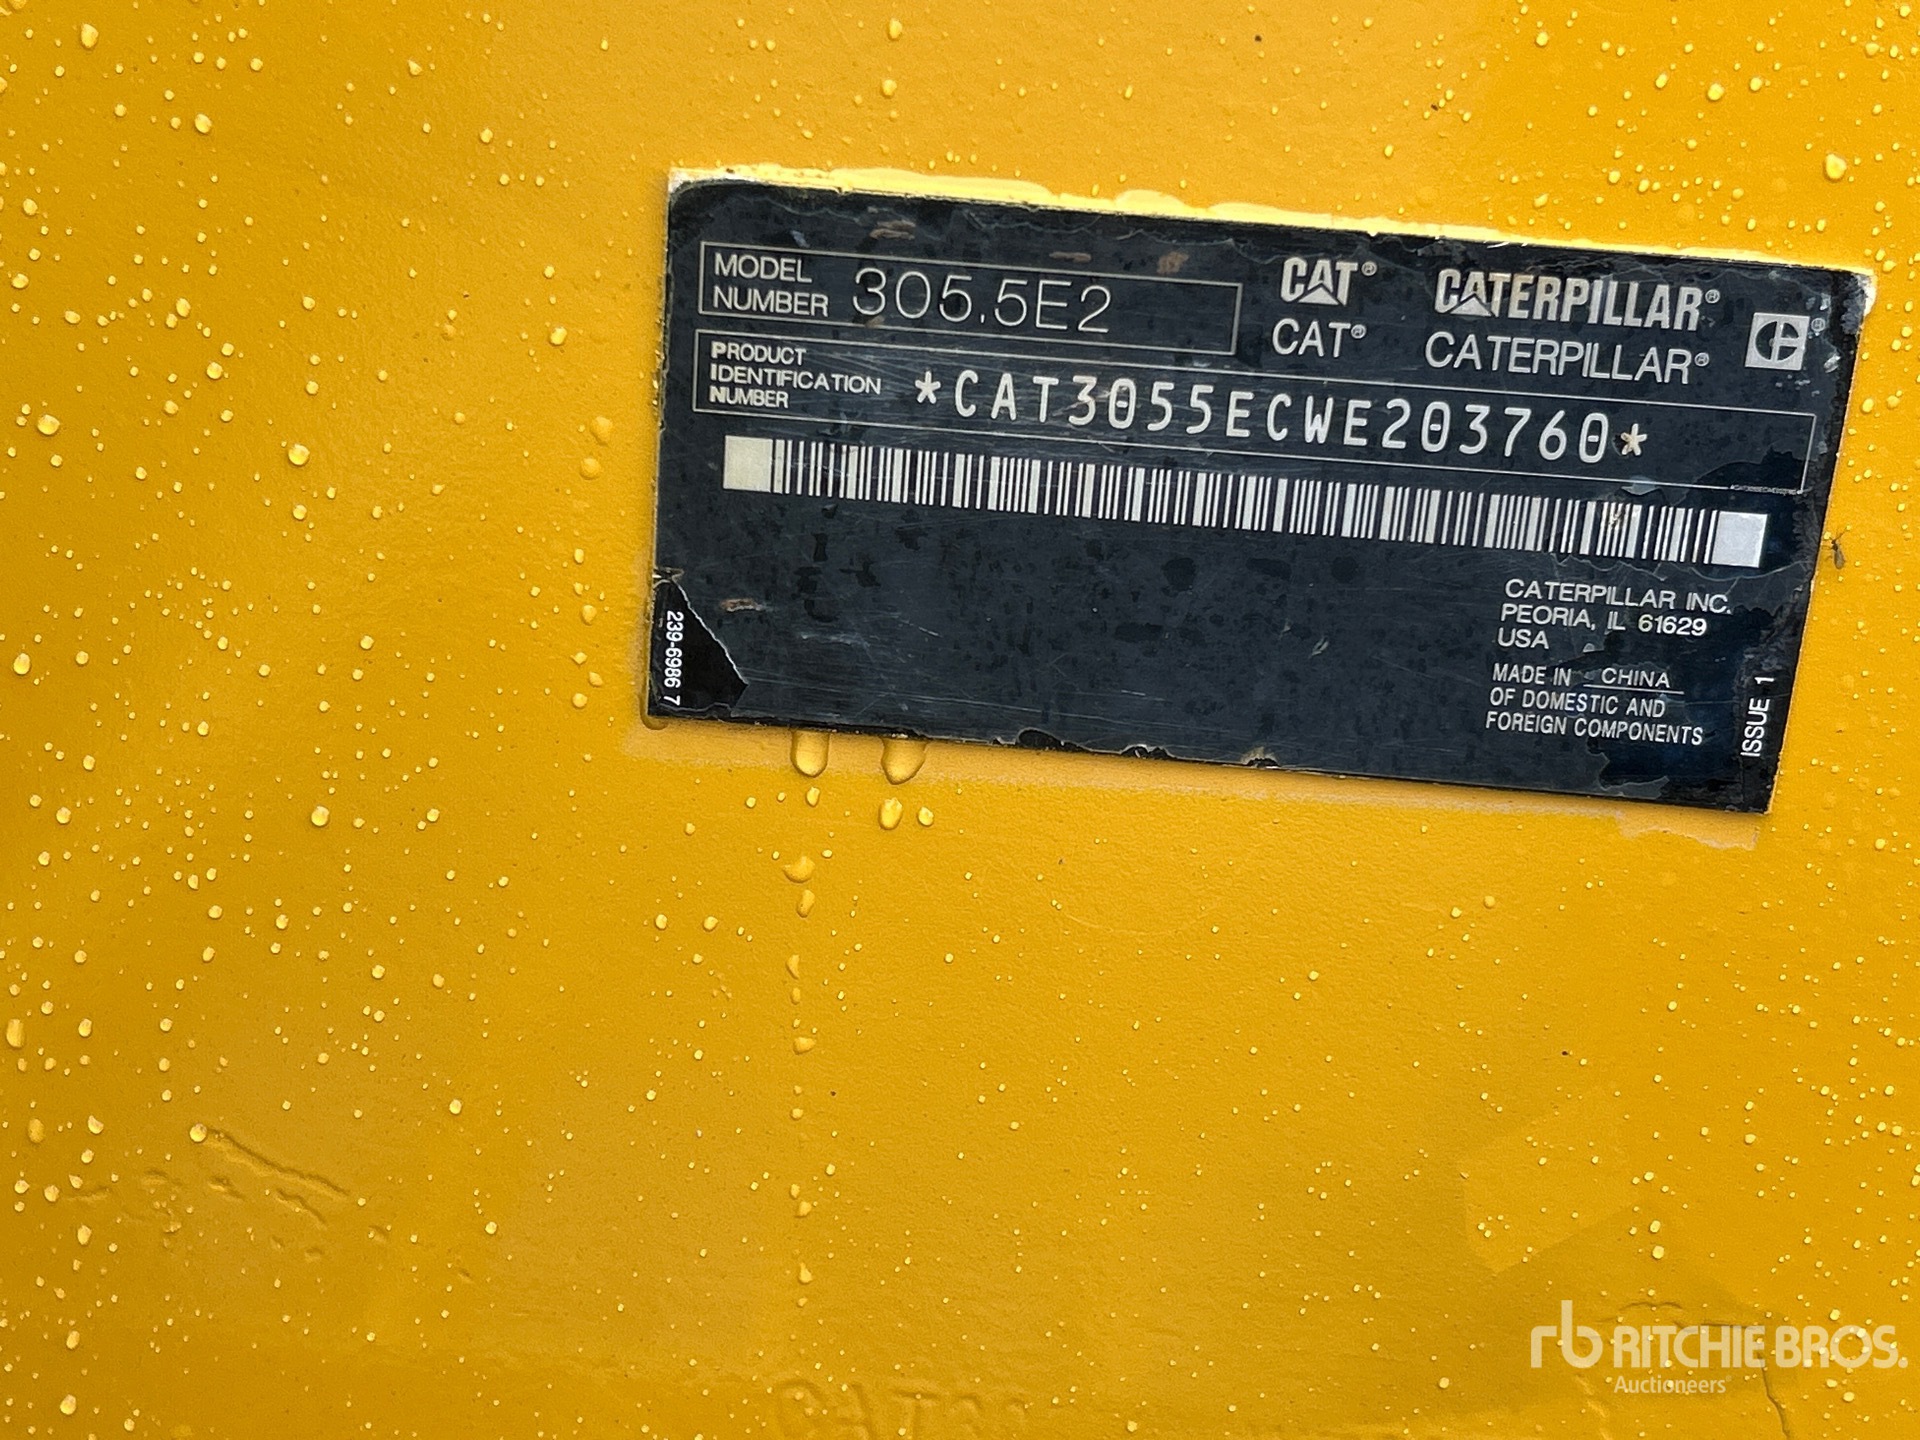 MODEL NUMBER 305.5E2
CAT® CATERPILLAR®
CAT® CATERPILLAR®
PRODUCT IDENTIFICATION NUMBER *CAT3055ECWE203760*
CATERPILLAR INC.
PEORIA, IL 61629
USA
MADE IN CHINA
OF DOMESTIC AND
FOREIGN COMPONENTS
239-6986 7
ISSUE 1
rb RITCHIE BROS.
Auctioneers